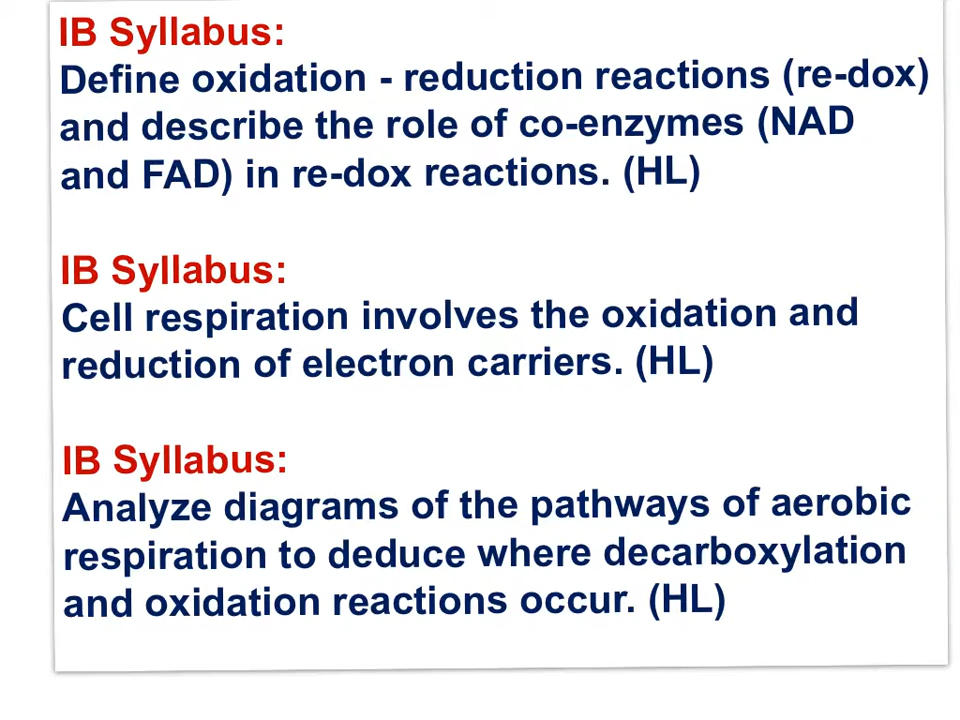 IB Syllabus:
Define oxidation - reduction reactions (re-dox)
and describe the role of co-enzymes (NAD
and FAD) in re-dox reactions. (HL)
IB Syllabus:
Cell respiration involves the oxidation and
reduction of electron carriers. (HL)
IB Syllabus:
Analyze diagrams of the pathways of aerobic
respiration to deduce where decarboxylation
and oxidation reactions occur. (HL)